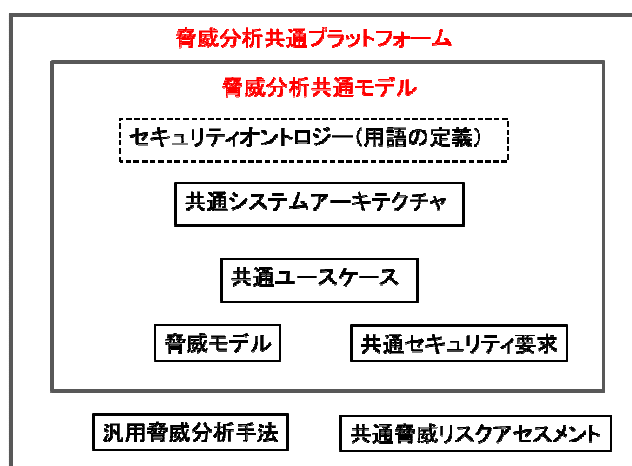 脅威分析共通プラットフォーム
脅威分析共通モデル
セキュリティオントロジー(用語の定義)
共通システムアーキテクチャ
共通ユースケース
脅威モデル
共通セキュリティ要求
汎用脅威分析手法
共通脅威リスクアセスメント